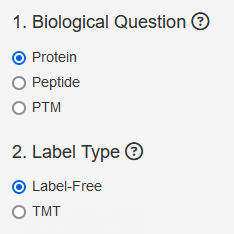 1. Biological Question ?
Protein
Peptide
PTM
2. Label Type ?
Label-Free
TMT